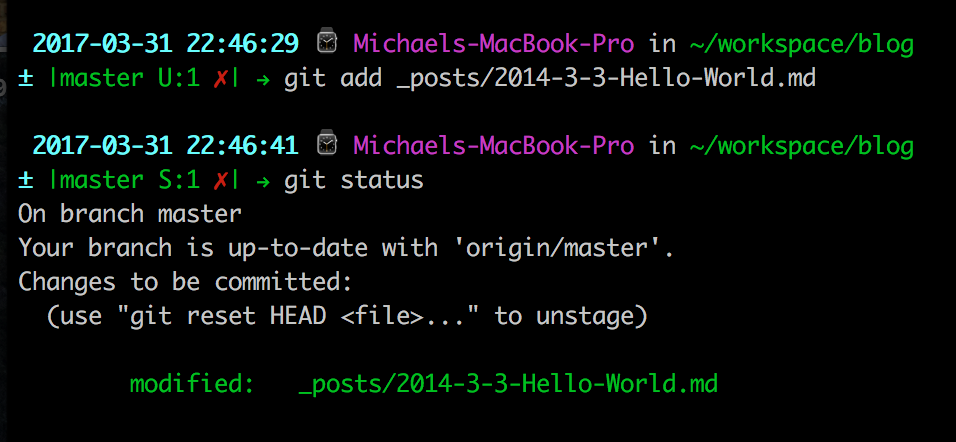 2017-03-31 22:46:29 ⌚ Michaels-MacBook-Pro in ~/workspace/blog
± |master U:1 ✗| → git add _posts/2014-3-3-Hello-World.md
2017-03-31 22:46:41 ⌚ Michaels-MacBook-Pro in ~/workspace/blog
± |master S:1 ✗| → git status
On branch master
Your branch is up-to-date with 'origin/master'.
Changes to be committed:
  (use "git reset HEAD <file>..." to unstage)
        modified:   _posts/2014-3-3-Hello-World.md